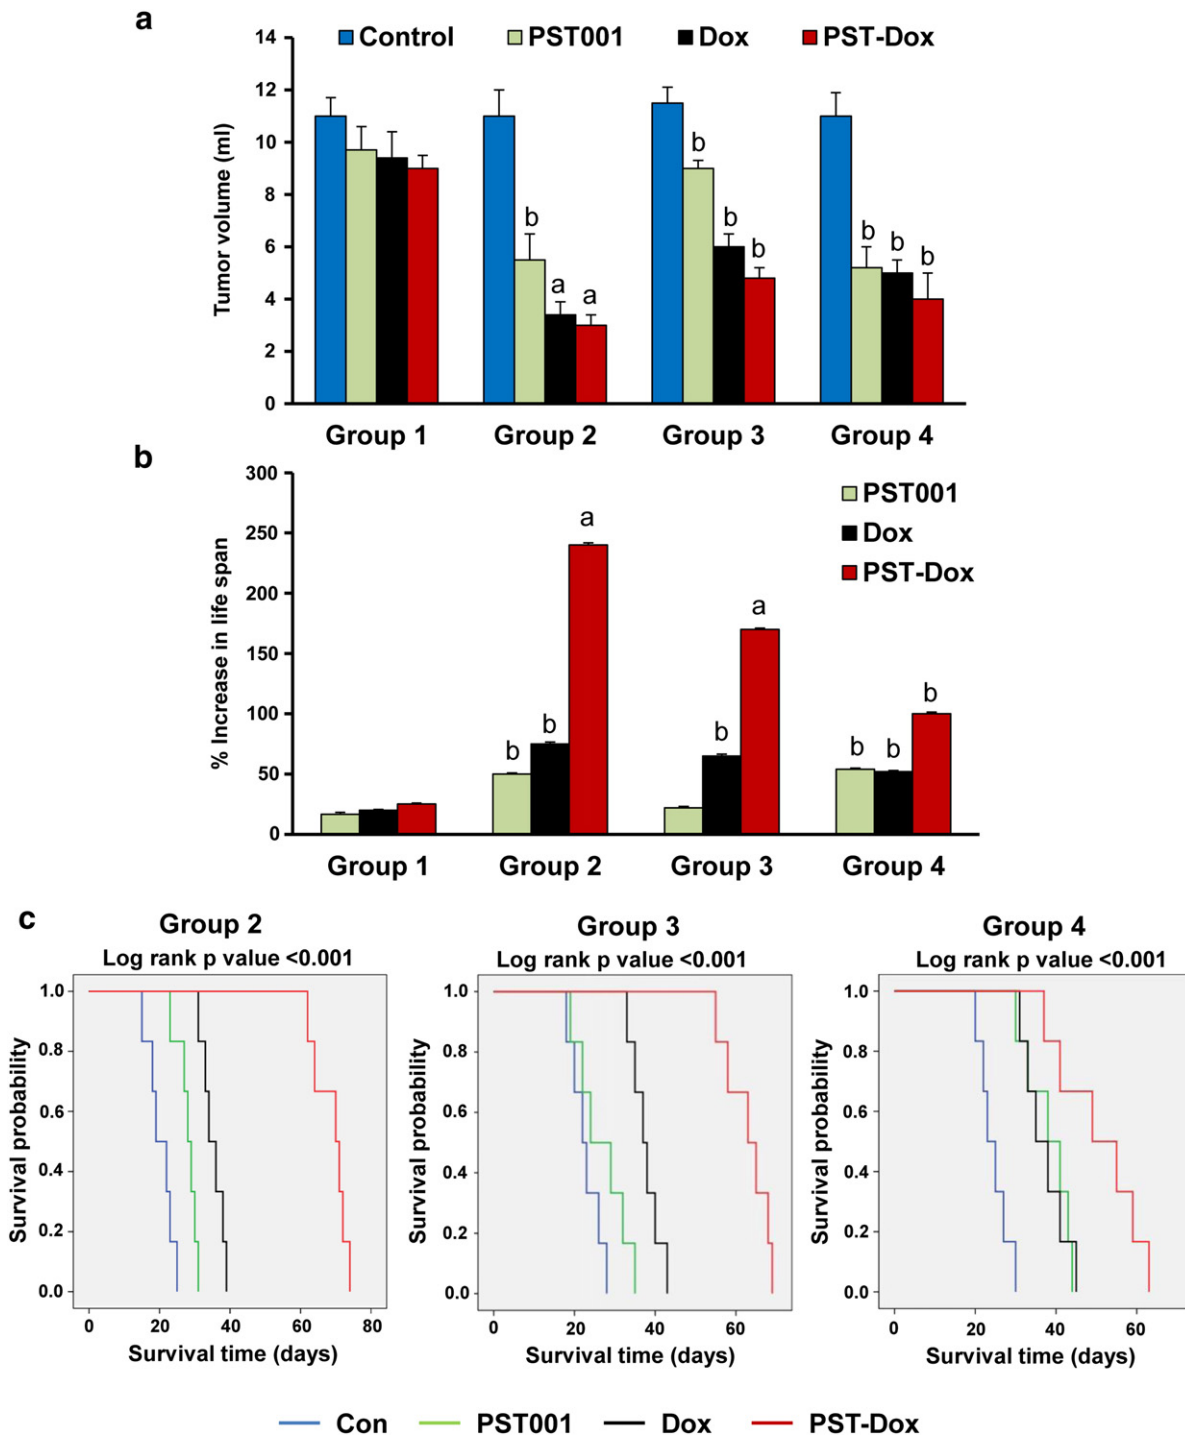 a
Control PST001 Dox PST-Dox
Tumor volume (ml)
14
12
10
8
6
4
2
0
b b b b b b b
a a
Group 1 Group 2 Group 3 Group 4
b
% Increase in life span
300
250
200
150
100
50
0
PST001
Dox
PST-Dox
a
a
b b b b b b
Group 1 Group 2 Group 3 Group 4
c
Group 2 Group 3 Group 4
Log rank p value <0.001 Log rank p value <0.001 Log rank p value <0.001
Survival probability Survival probability Survival probability
1.0 1.0 1.0
0.8 0.8 0.8
0.6 0.6 0.6
0.4 0.4 0.4
0.2 0.2 0.2
0.0 0.0 0.0
0 20 40 60 80 0 20 40 60 0 20 40 60
Survival time (days) Survival time (days) Survival time (days)
Con PST001 Dox PST-Dox